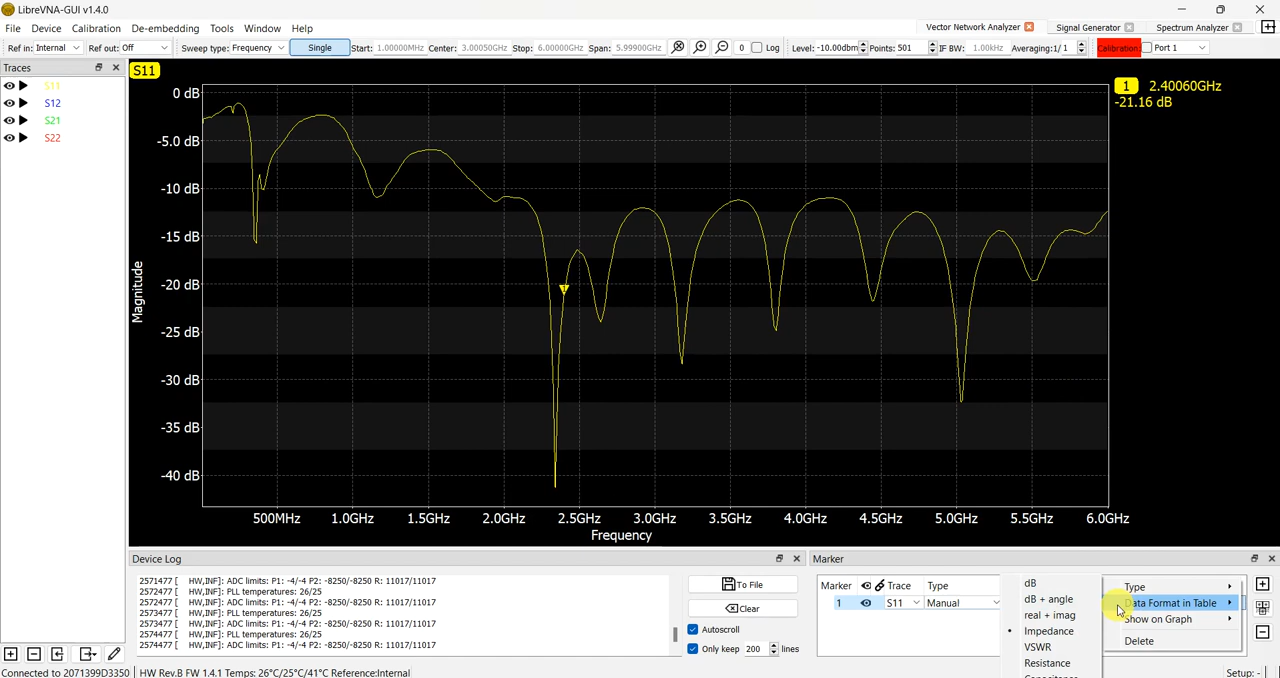 LibreVNA-GUI v1.4.0
File Device Calibration De-embedding Tools Window Help
Vector Network Analyzer Signal Generator Spectrum Analyzer
Ref in: Internal Ref out: Off Sweep type: Frequency Single Start: 1.00000MHz Center: 3.00050GHz Stop: 6.00000GHz Span: 5.99900GHz 0 Log Level: -10.00dbm Points: 501 IF BW: 1.00kHz Averaging:1/ 1 Calibration: Port 1
Traces
S11
S12
S21
S22
S11
1 2.40060GHz
-21.16 dB
0 dB
-5.0 dB
-10 dB
-15 dB
-20 dB
-25 dB
-30 dB
-35 dB
-40 dB
Magnitude
1
500MHz 1.0GHz 1.5GHz 2.0GHz 2.5GHz 3.0GHz 3.5GHz 4.0GHz 4.5GHz 5.0GHz 5.5GHz 6.0GHz
Frequency
Device Log
2571477 [ HW,INF]: ADC limits: P1: -4/-4 P2: -8250/-8250 R: 11017/11017
2572477 [ HW,INF]: PLL temperatures: 26/25
2572477 [ HW,INF]: ADC limits: P1: -4/-4 P2: -8250/-8250 R: 11017/11017
2573477 [ HW,INF]: PLL temperatures: 26/25
2573477 [ HW,INF]: ADC limits: P1: -4/-4 P2: -8250/-8250 R: 11017/11017
2574477 [ HW,INF]: PLL temperatures: 26/25
2574477 [ HW,INF]: ADC limits: P1: -4/-4 P2: -8250/-8250 R: 11017/11017
To File
Clear
Autoscroll
Only keep 200 lines
Marker
Marker Trace Type
1 S11 Manual
dB
dB + angle
real + imag
Impedance
VSWR
Resistance
Capacitance
Type
Data Format in Table
Show on Graph
Delete
Connected to 2071399D3350 HW Rev.B FW 1.4.1 Temps: 26°C/25°C/41°C Reference:Internal
Setup: -